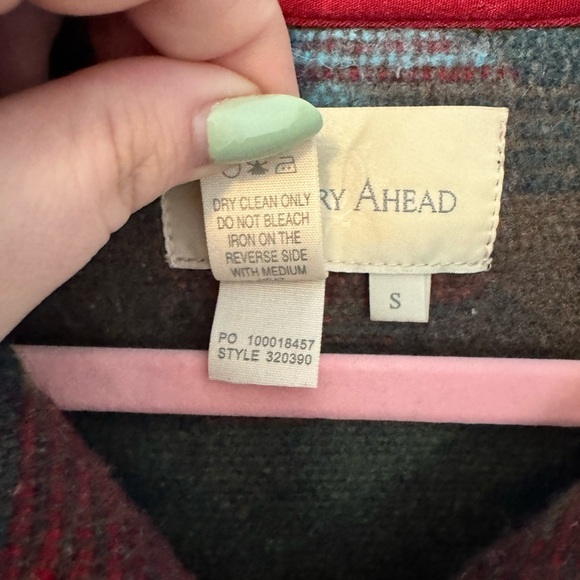 RY AHEAD
S
DRY CLEAN ONLY
DO NOT BLEACH
IRON ON THE
REVERSE SIDE
WITH MEDIUM
PO 100018457
STYLE 320390